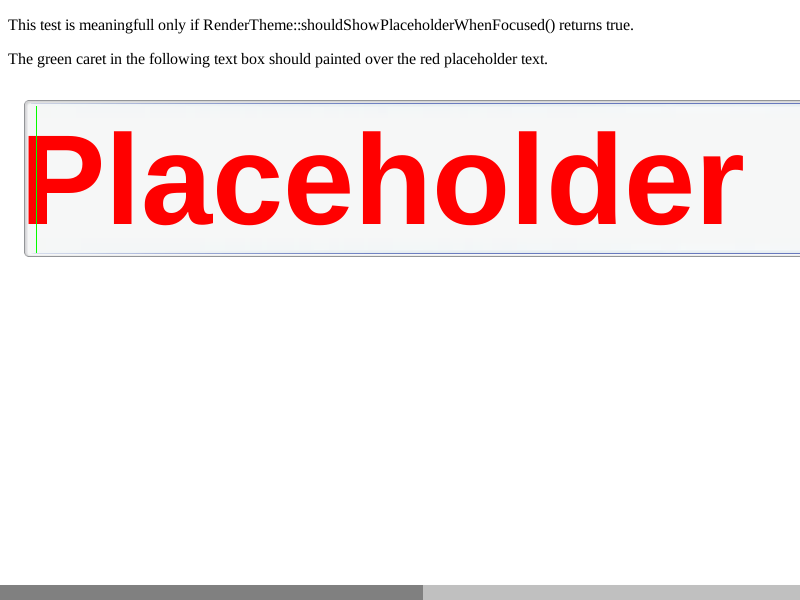 This test is meaningfull only if RenderTheme::shouldShowPlaceholderWhenFocused() returns true.
The green caret in the following text box should painted over the red placeholder text.
Placeholder